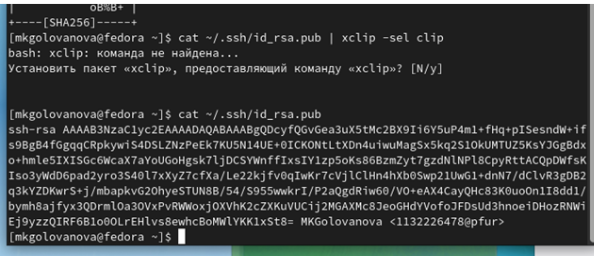 |          oB%B+ |
+----[SHA256]-----+
[mkgolovanova@fedora ~]$ cat ~/.ssh/id_rsa.pub | xclip -sel clip
bash: xclip: команда не найдена...
Установить пакет «xclip», предоставляющий команду «xclip»? [N/y]
[mkgolovanova@fedora ~]$ cat ~/.ssh/id_rsa.pub
ssh-rsa AAAAB3NzaC1yc2EAAAADAQABAAABgQDcyfQGvGea3uX5tMc2BX9Ii6Y5uP4m1+fHq+pISesndW+if
s9BgB4fGgqqCRpkywiS4DSLZNzPeEk7KU5N14UE+0ICKONtLtXDn4uiwuMagSx5kq2S1OkUMTUZ5KsYJGgBdx
o+hmle5IXISGc6WcaX7aYoUGoHgsk7ljDCSYWnffIxsIY1zp5oKs86BzmZyt7gzdNlNPl8CpyRttACQpDWfsK
Iso3yWdD6pad2yro3S40l7xXyZ7cfXa/Le22kjfv0qIwKr7cVjlClHn4hXb0Swp21UwG1+dnN7/dClvR3gDB2
q3kYZDKwrS+j/mbapkvG2OhyeSTUN8B/54/S955wwkrI/P2aQgdRiw60/VO+eAX4CayQHc83K0uoOn1I8dd1/
bymh8ajfyx3QDrmlOa3OVxPvRWWoxjOXVhK2cZXKuVUCij2MGAXMc8JeoGHdYVofoJFDsUd3hnoeiDHozRNWi
Ej9yzzQIRF6B1o0OLrEHlvs8ewhcBoMWlYKK1xSt8= MKGolovanova <1132226478@pfur>
[mkgolovanova@fedora ~]$